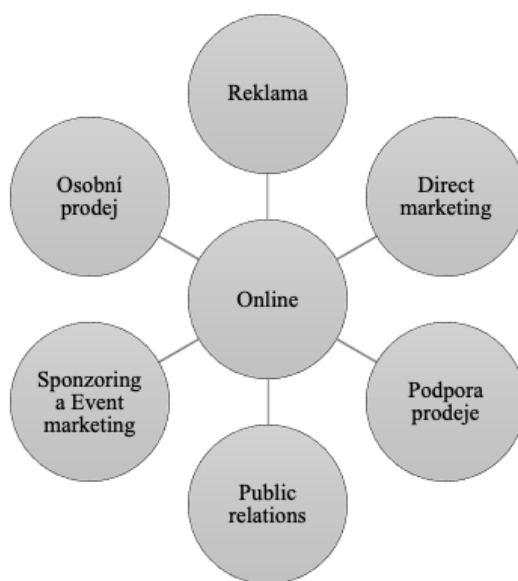 Reklama
Osobní
prodej
Direct
marketing
Online
Sponzoring
a Event
marketing
Podpora
prodeje
Public
relations